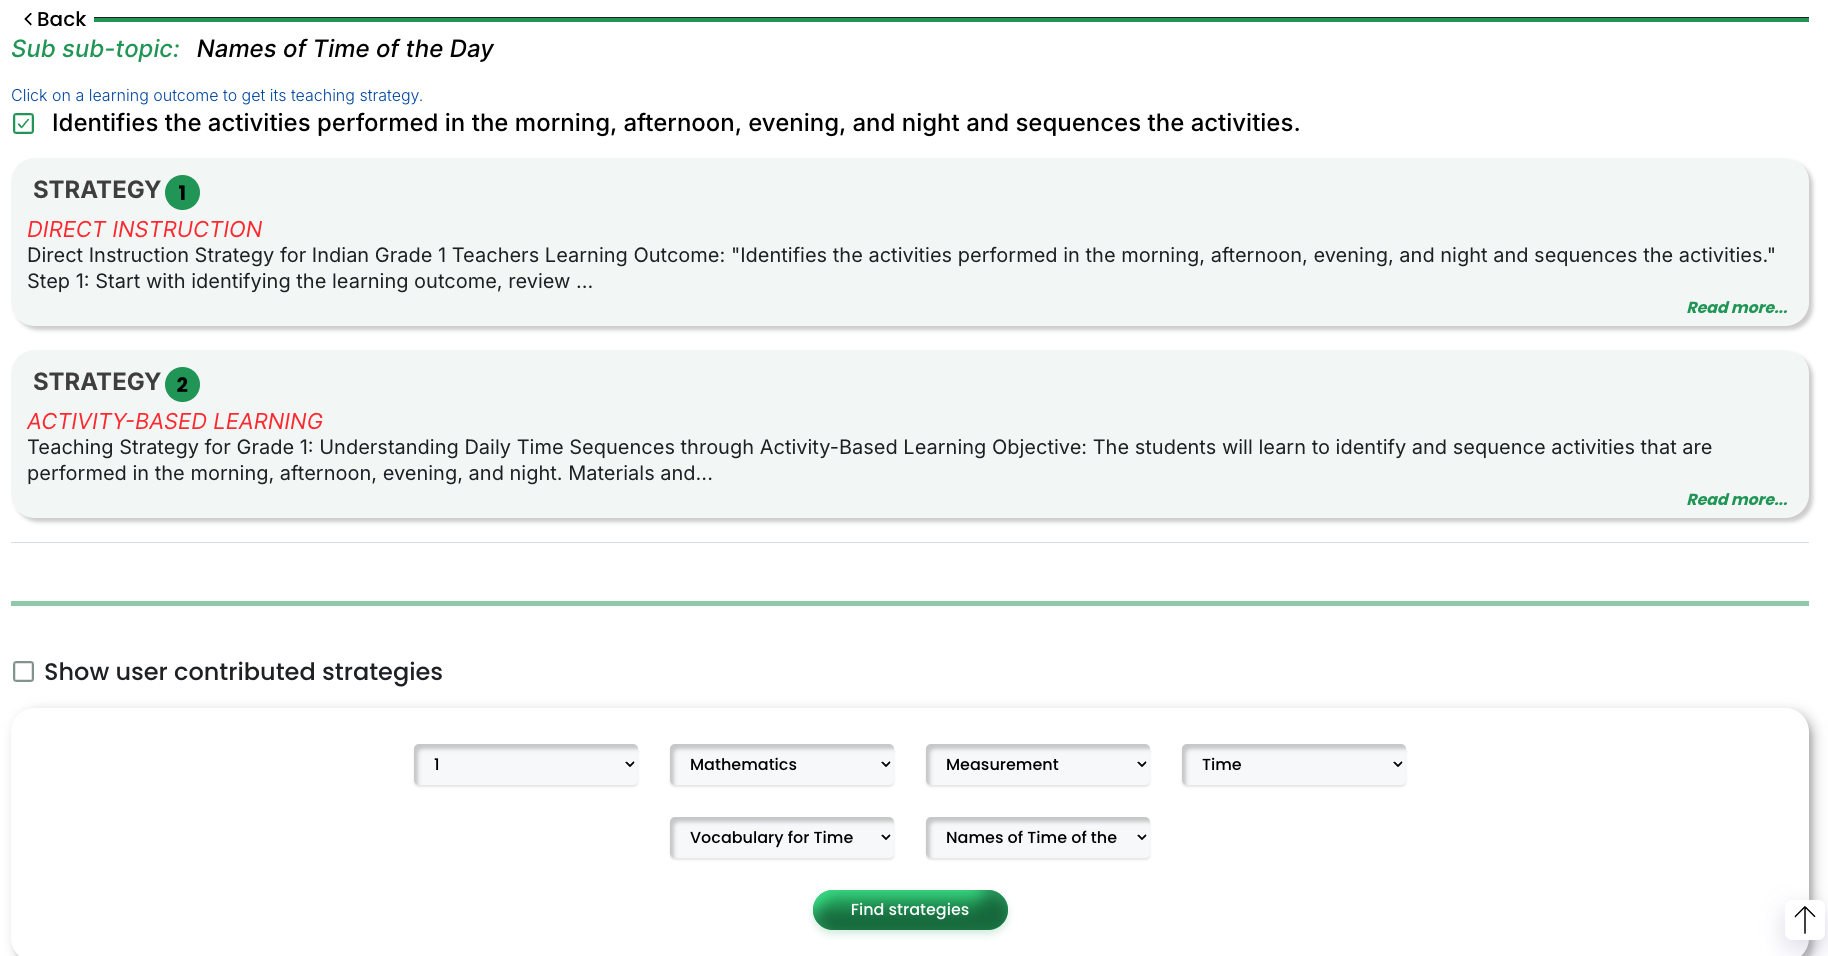 Back
Sub sub-topic: Names of Time of the Day
Click on a learning outcome to get its teaching strategy.
Identifies the activities performed in the morning, afternoon, evening, and night and sequences the activities.
STRATEGY 1
DIRECT INSTRUCTION
Direct Instruction Strategy for Indian Grade 1 Teachers Learning Outcome: "Identifies the activities performed in the morning, afternoon, evening, and night and sequences the activities."
Step 1: Start with identifying the learning outcome, review ...
Read more...
STRATEGY 2
ACTIVITY-BASED LEARNING
Teaching Strategy for Grade 1: Understanding Daily Time Sequences through Activity-Based Learning Objective: The students will learn to identify and sequence activities that are
performed in the morning, afternoon, evening, and night. Materials and...
Read more...
Show user contributed strategies
1 Mathematics Measurement Time
Vocabulary for Time Names of Time of the
Find strategies